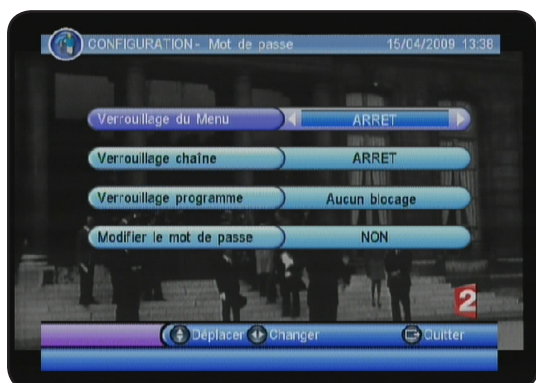 CONFIGURATION - Mot de passe 15/04/2009 13:38
Verrouillage du Menu ARRET
Verrouillage chaîne ARRET
Verrouillage programme Aucun blocage
Modifier le mot de passe NON
2
Déplacer Changer Quitter